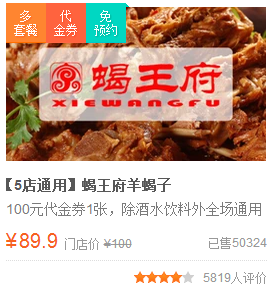 多
套餐
代
金券
免
预约
蝎王府
XIEWANGFU
【5店通用】蝎王府羊蝎子
100元代金券1张，除酒水饮料外全场通用
¥89.9 门店价 ¥100 已售50324
5819人评价